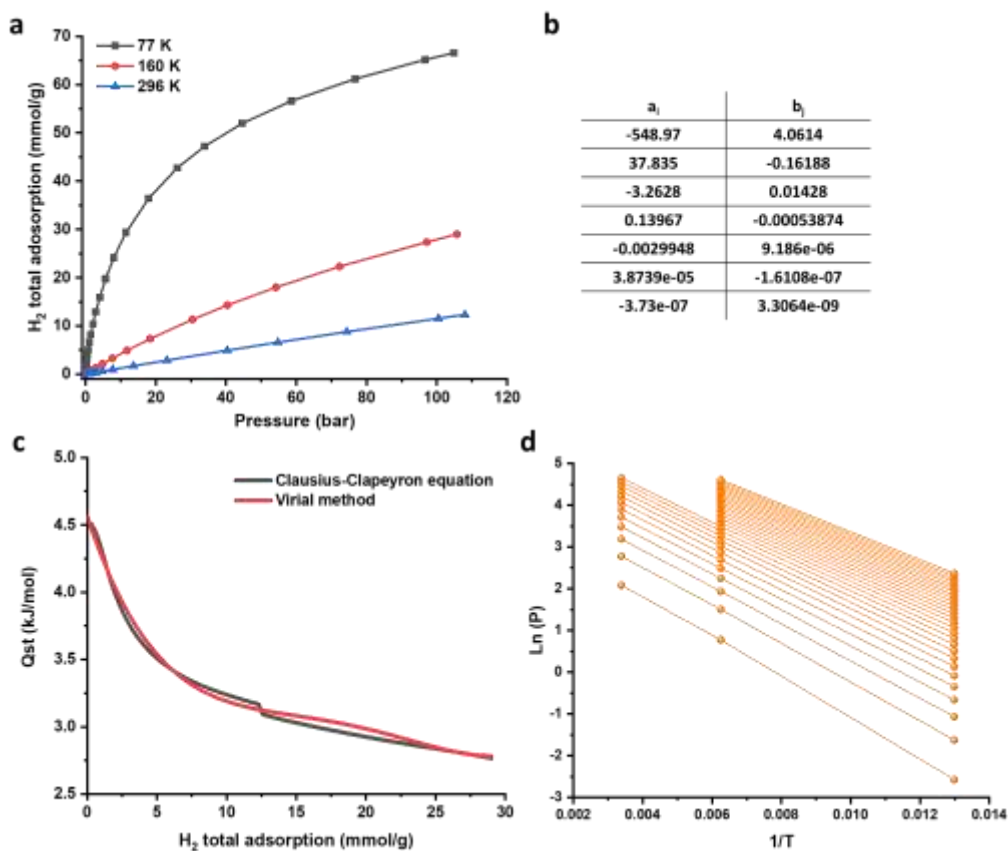 a
77 K
160 K
296 K
H₂ total adosorption (mmol/g)
70
60
50
40
30
20
10
0
0 20 40 60 80 100 120
Pressure (bar)
b
aᵢ bⱼ
-548.97 4.0614
37.835 -0.16188
-3.2628 0.01428
0.13967 -0.00053874
-0.0029948 9.186e-06
3.8739e-05 -1.6108e-07
-3.73e-07 3.3064e-09
c
Clausius-Clapeyron equation
Virial method
Qst (kJ/mol)
5.0
4.5
4.0
3.5
3.0
2.5
0 5 10 15 20 25 30
H₂ total adsorption (mmol/g)
d
Ln (P)
5
4
3
2
1
0
-1
-2
-3
0.002 0.004 0.006 0.008 0.010 0.012 0.014
1/T